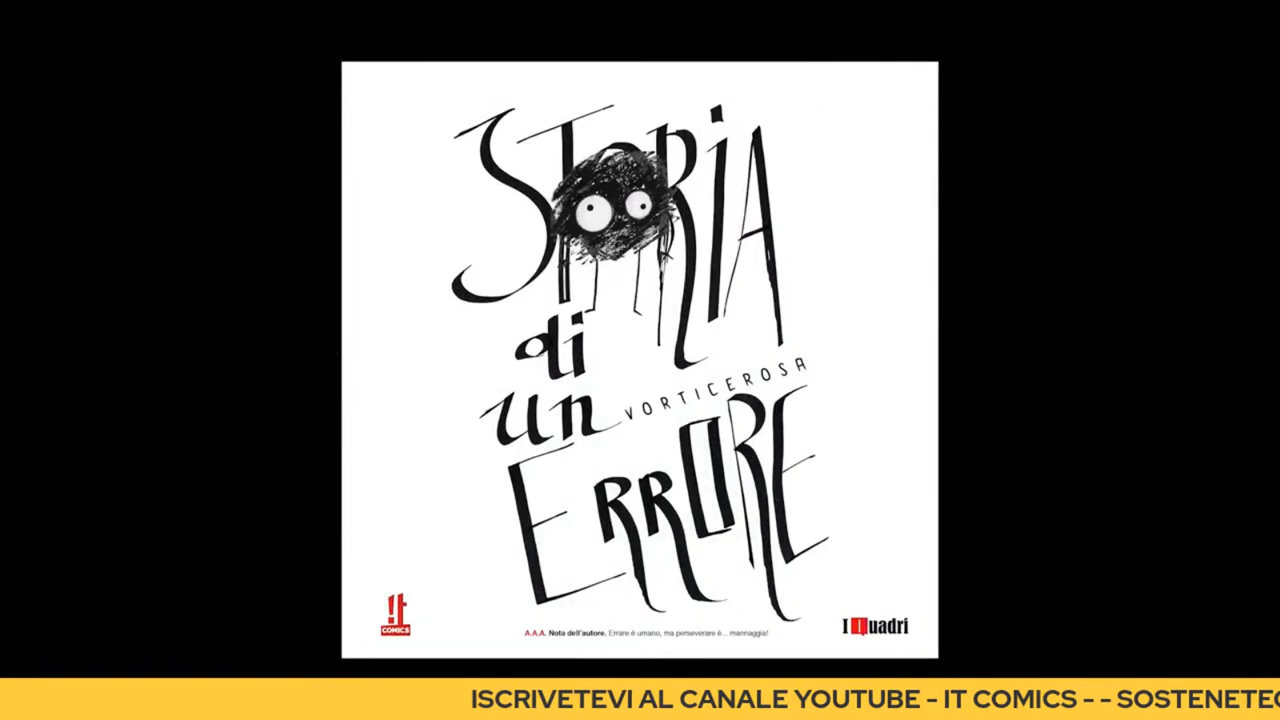 STORIA
di
un
VORTICEROSA
ERRORE
!t
COMICS
A.A.A. Nota dell'autore. Errare è umano, ma perseverare è... mannaggia!
I Quadri
ISCRIVETEVI AL CANALE YOUTUBE - IT COMICS - - SOSTENETEC